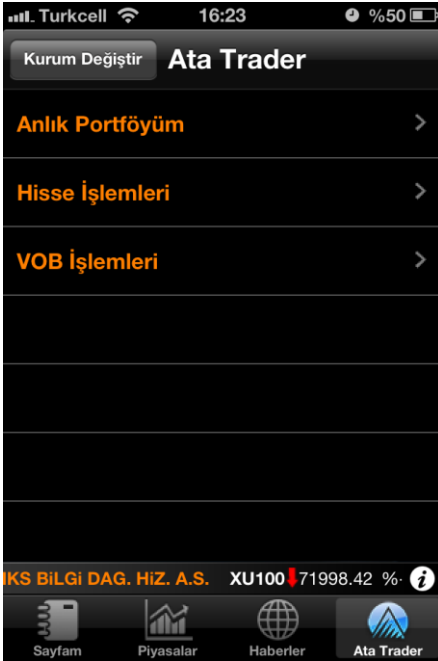 Turkcell 16:23 %50
Kurum Değiştir Ata Trader
Anlık Portföyüm
Hisse İşlemleri
VOB İşlemleri
KS BiLGi DAG. HiZ. A.S. XU100 71998.42 %-
Sayfam Piyasalar Haberler Ata Trader